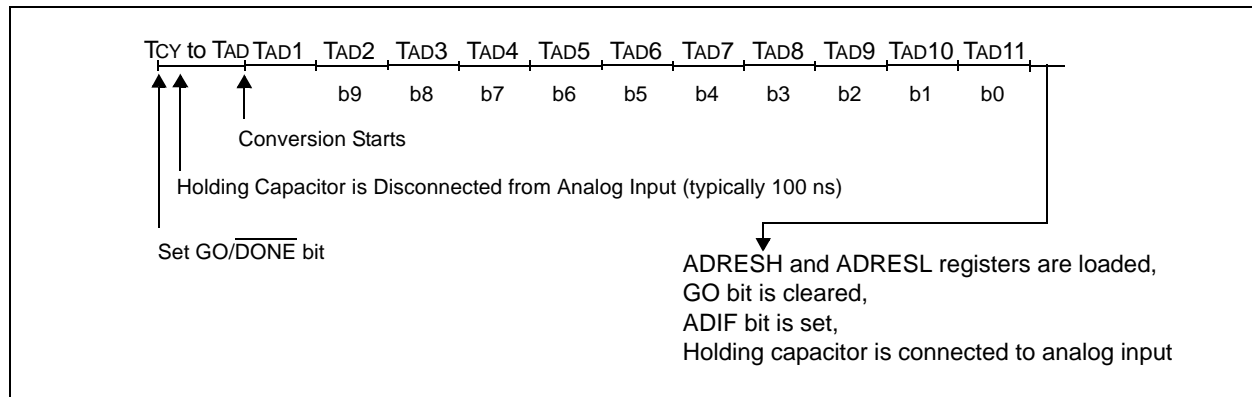 TCY to TAD TAD1 TAD2 TAD3 TAD4 TAD5 TAD6 TAD7 TAD8 TAD9 TAD10 TAD11
b9 b8 b7 b6 b5 b4 b3 b2 b1 b0
Conversion Starts
Holding Capacitor is Disconnected from Analog Input (typically 100 ns)
Set GO/DONE bit
ADRESH and ADRESL registers are loaded,
GO bit is cleared,
ADIF bit is set,
Holding capacitor is connected to analog input